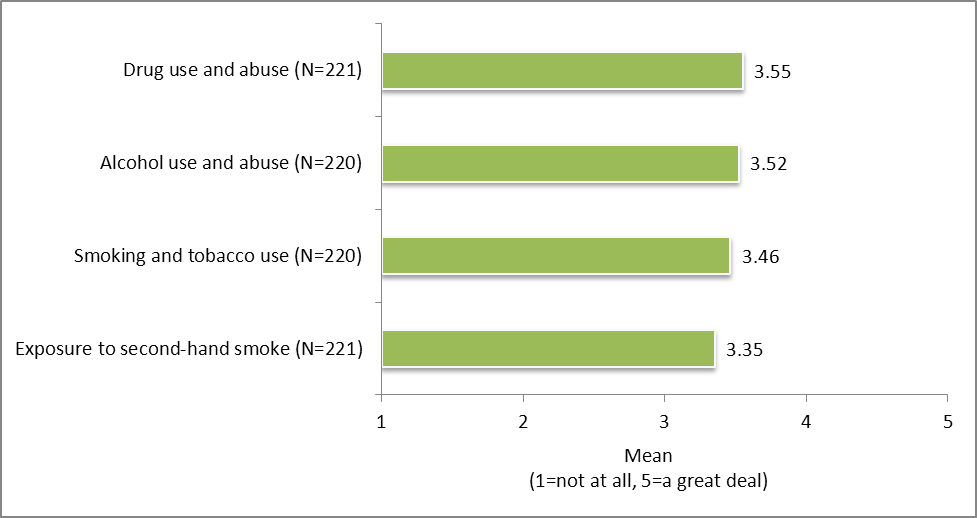 Drug use and abuse (N=221)
3.55
Alcohol use and abuse (N=220)
3.52
Smoking and tobacco use (N=220)
3.46
Exposure to second-hand smoke (N=221)
3.35
1 2 3 4 5
Mean
(1=not at all, 5=a great deal)